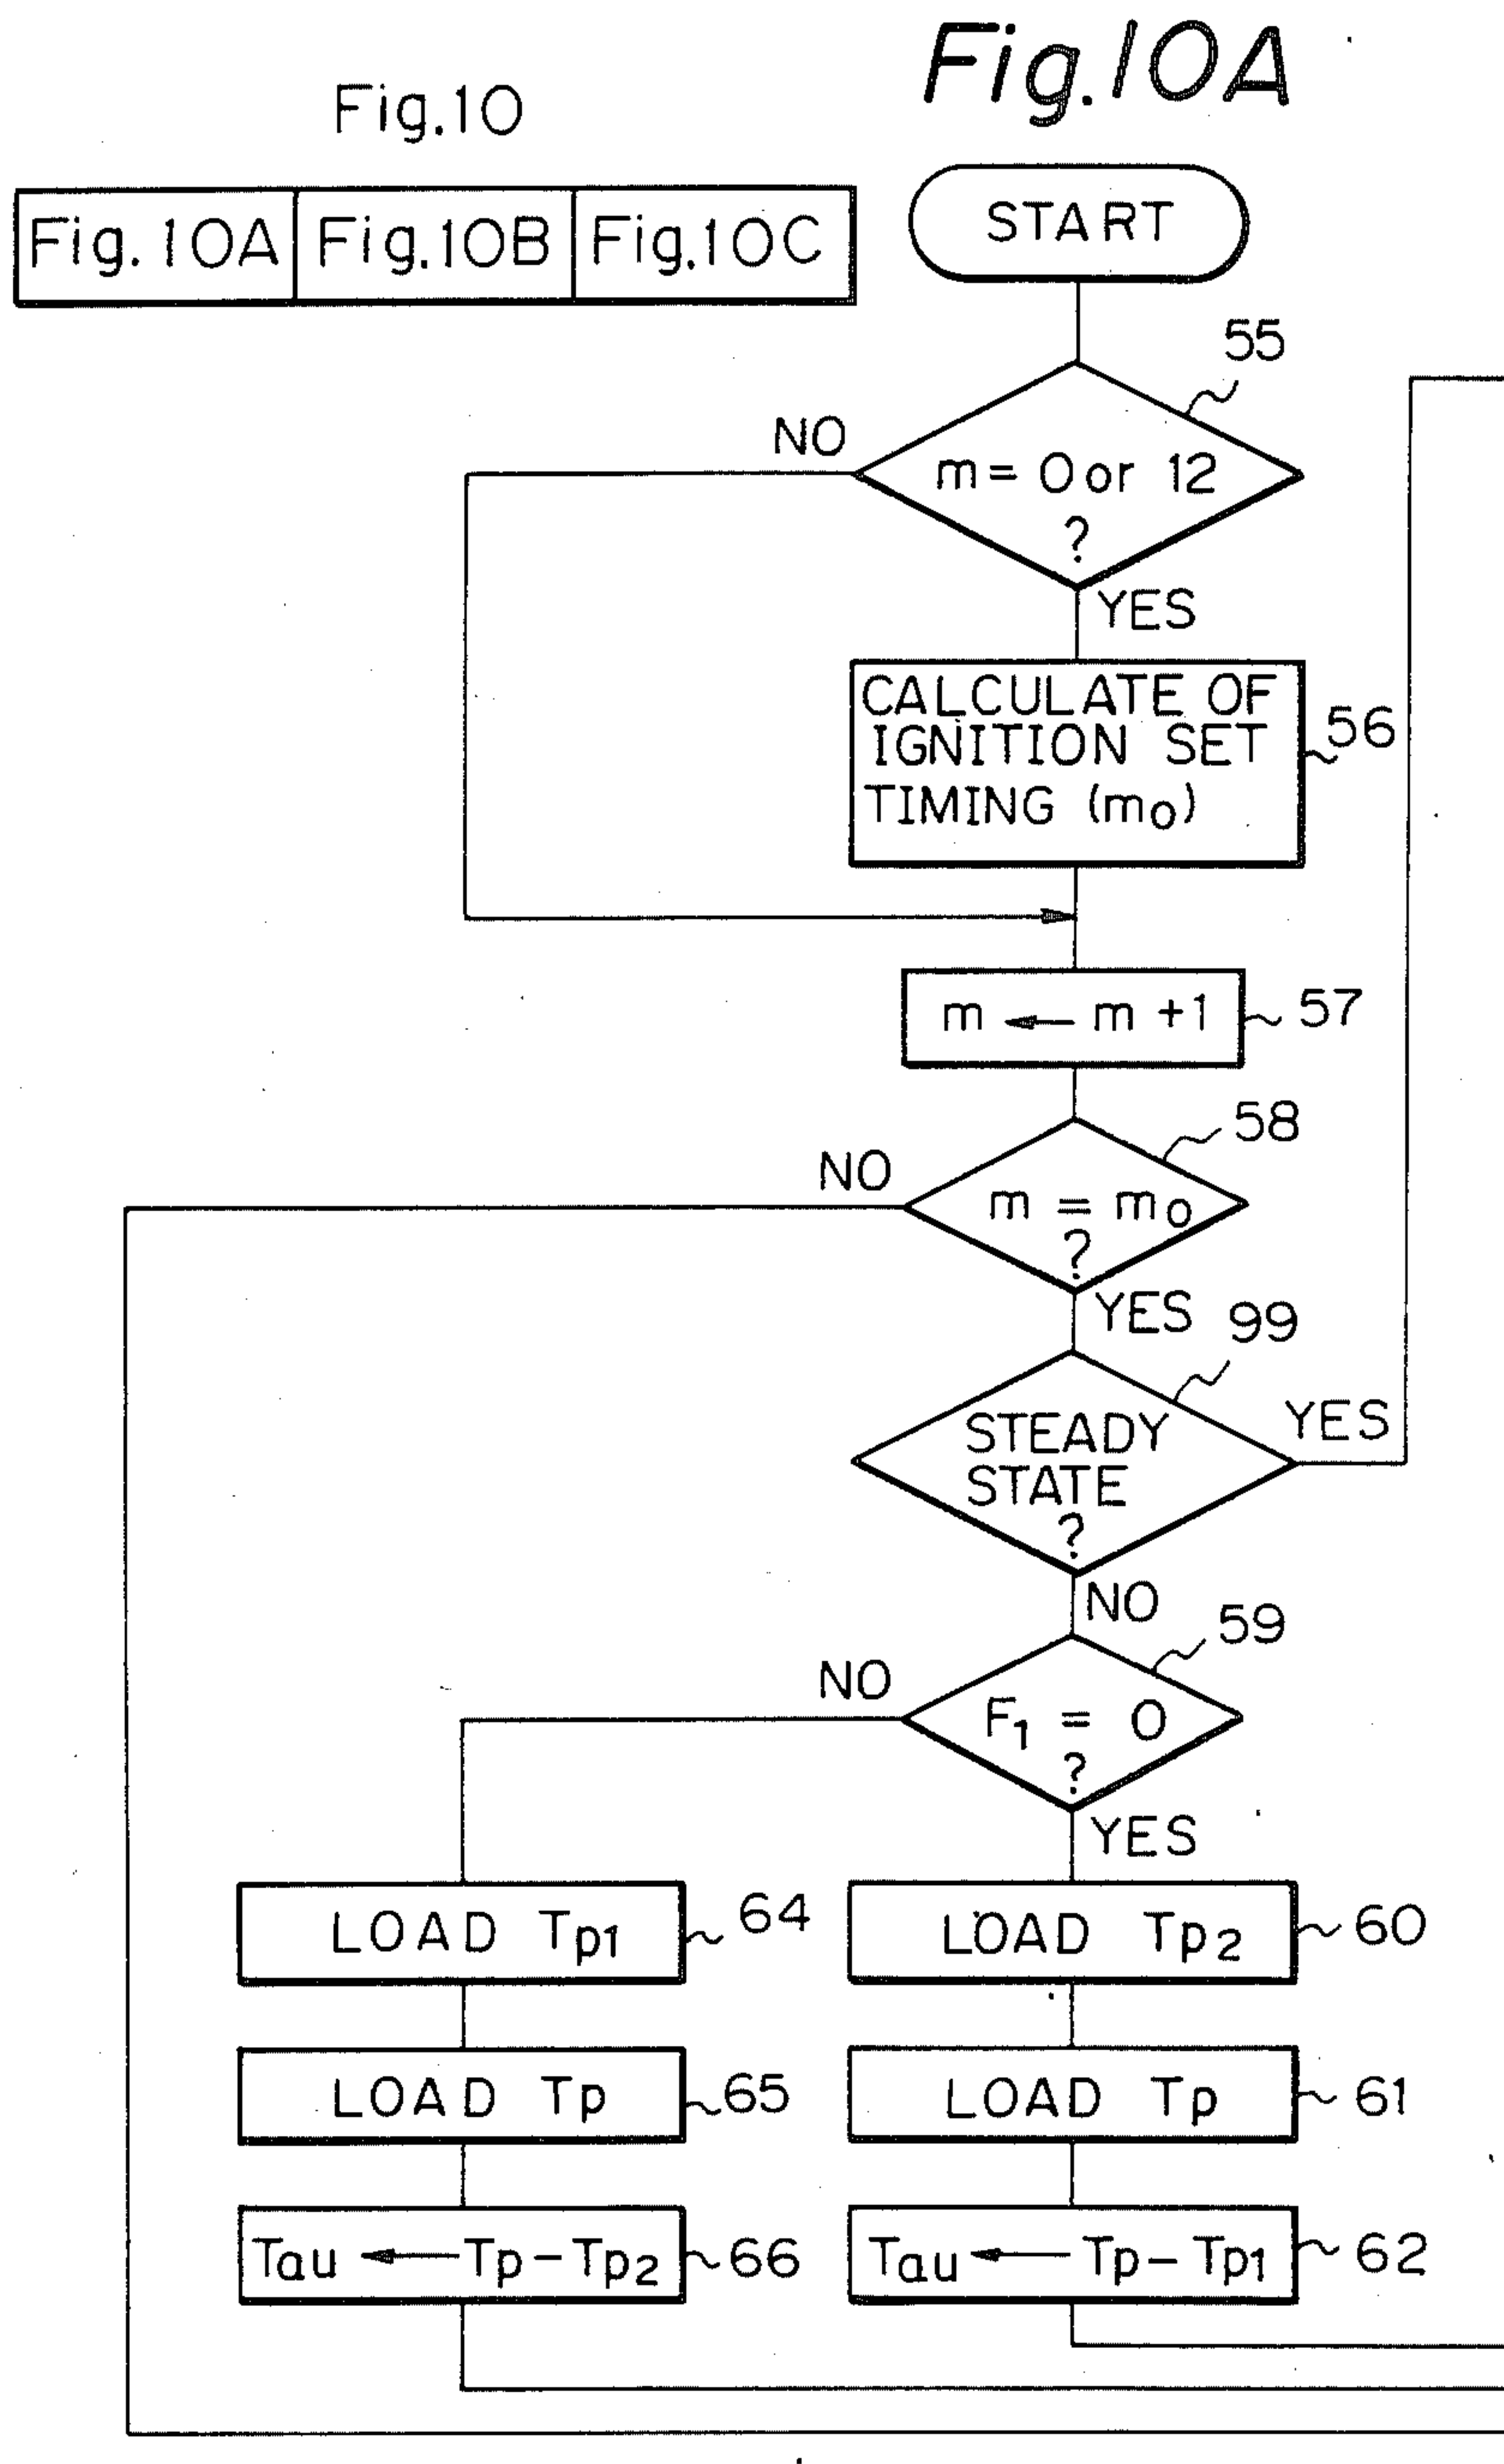 Fig.10A
Fig.10
Fig. 10A
Fig.10B
Fig.10C
START
55
NO
m = 0 or 12
?
YES
CALCULATE OF
IGNITION SET
TIMING (m₀)
56
m ← m +1
57
58
NO
m = m₀
?
YES
99
STEADY
STATE
?
YES
NO
59
NO
F₁ = 0
?
YES
LOAD Tp₁
64
LOAD Tp₂
60
LOAD Tp
65
LOAD Tp
61
Tau ← Tp – Tp₂
66
Tau ← Tp – Tp₁
62